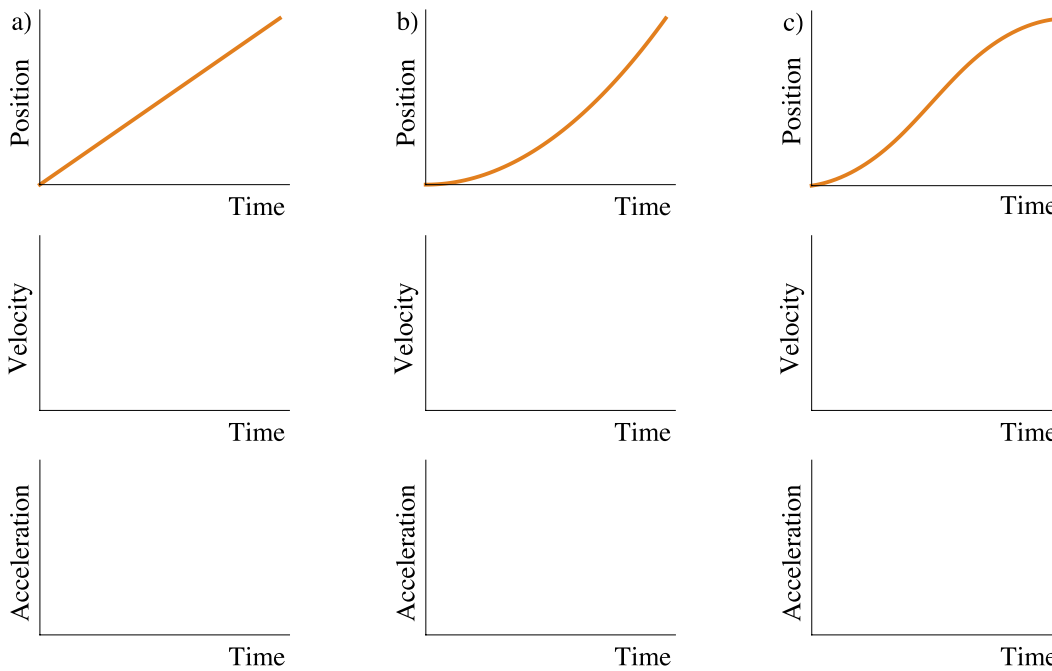 a)
Position
Time
b)
Position
Time
c)
Position
Time
Velocity
Time
Velocity
Time
Velocity
Time
Acceleration
Time
Acceleration
Time
Acceleration
Time